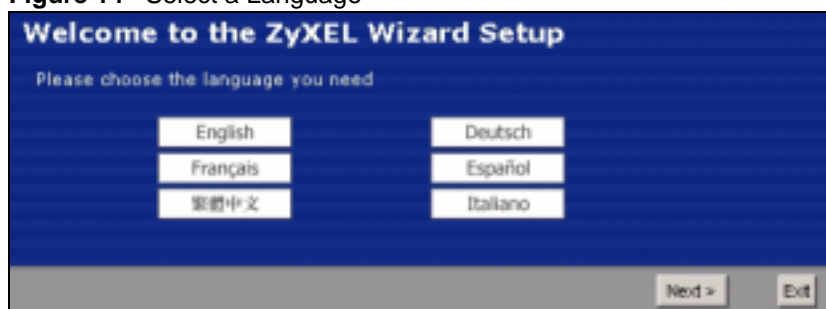 Select a Language
Welcome to the ZyXEL Wizard Setup
Please choose the language you need
English Deutsch
Français Español
繁體中文 Italiano
Next > Exit